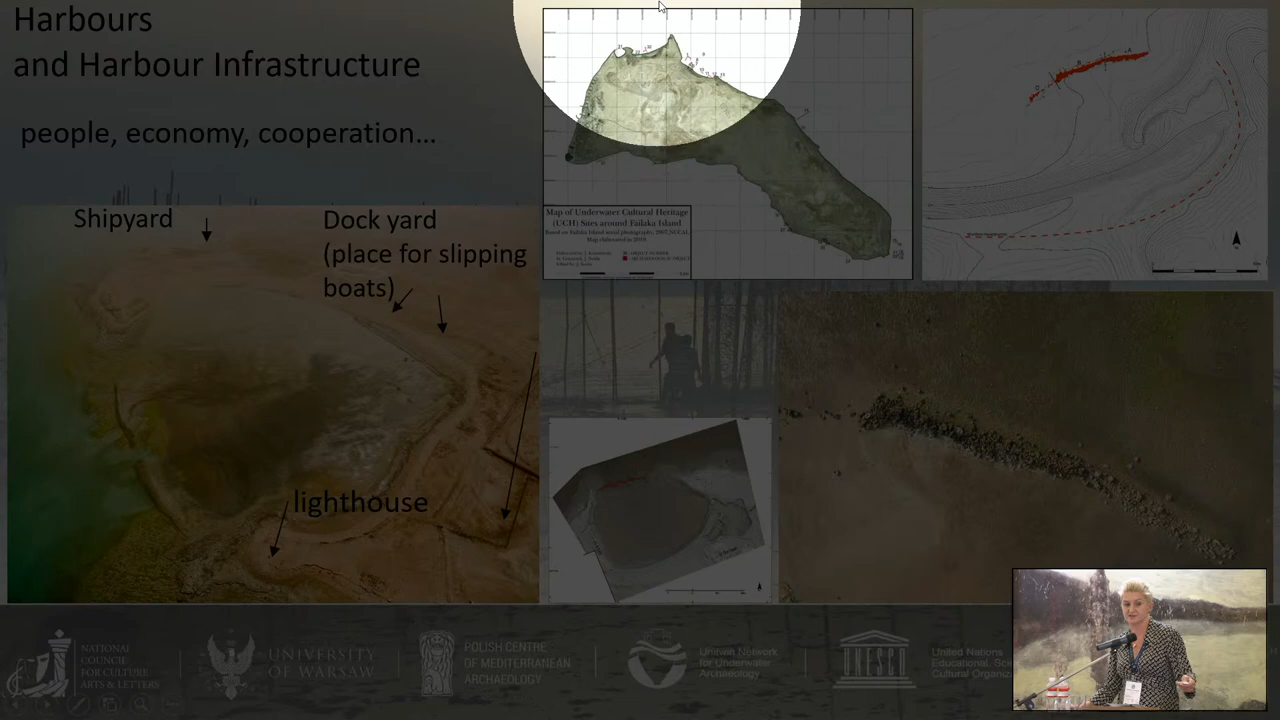 Harbours
and Harbour Infrastructure
people, economy, cooperation...
Shipyard
Dock yard
(place for slipping
boats)
lighthouse
Map of Underwater Cultural Heritage
(UCH) Sites around Failaka Island
NATIONAL
COUNCIL
FOR CULTURE
ARTS & LETTERS
UNIVERSITY
OF WARSAW
POLISH CENTRE
OF MEDITERRANEAN
ARCHAEOLOGY
Unitwin Network
for Underwater
Archaeology
UNESCO
United Nations
Educational, Sc
Cultural Organiz